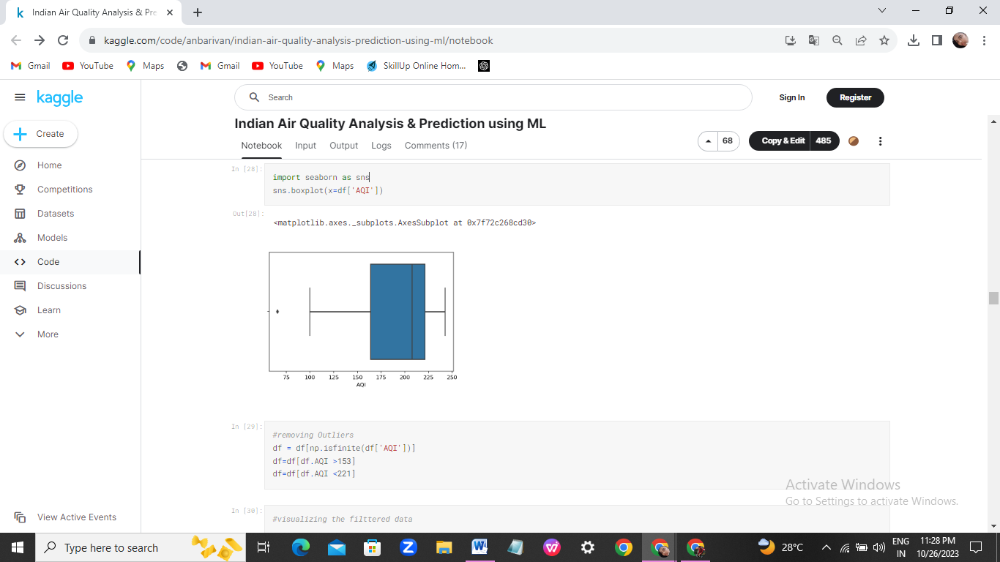 Indian Air Quality Analysis & Pre
kaggle.com/code/anbarivan/indian-air-quality-analysis-prediction-using-ml/notebook
Gmail YouTube Maps Gmail YouTube Maps SkillUp Online Hom...
kaggle
Search
Sign In
Register
Create
Indian Air Quality Analysis & Prediction using ML
Notebook Input Output Logs Comments (17)
68
Copy & Edit 485
Home
Competitions
Datasets
Models
Code
Discussions
Learn
More
View Active Events
In [28]:
import seaborn as sns
sns.boxplot(x=df['AQI'])
Out[28]:
<matplotlib.axes._subplots.AxesSubplot at 0x7f72c268cd30>
75 100 125 150 175 200 225 250
AQI
In [29]:
#removing Outliers
df = df[np.isfinite(df['AQI'])]
df=df[df.AQI >153]
df=df[df.AQI <221]
In [30]:
#visualizing the filttered data
Activate Windows
Go to Settings to activate Windows.
Type here to search
28°C
ENG
IN
11:28 PM
10/26/2023